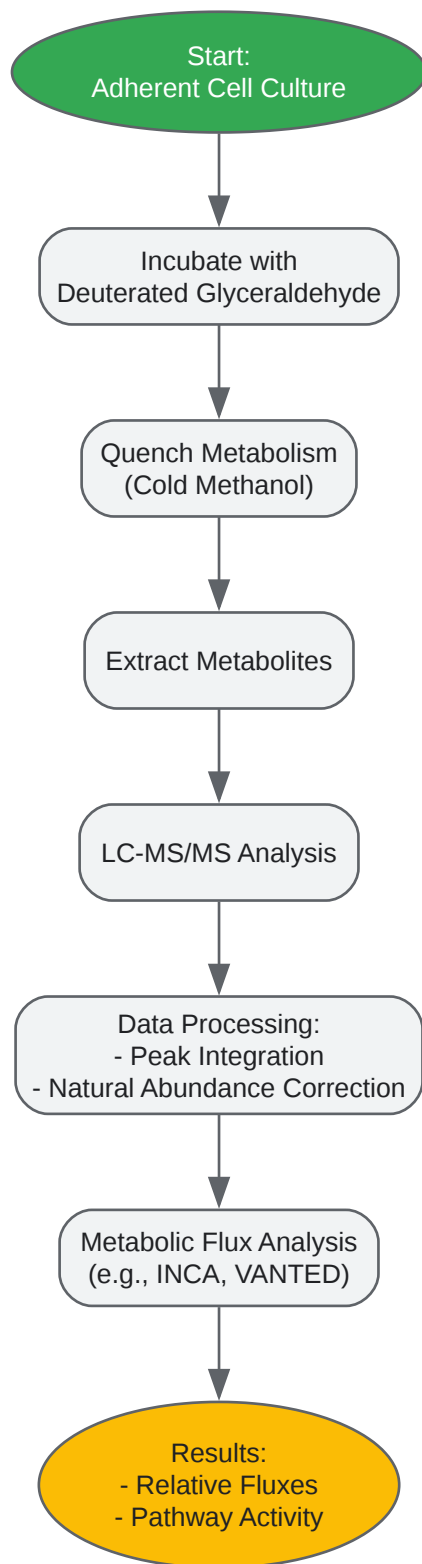 Start:
Adherent Cell Culture
Incubate with
Deuterated Glyceraldehyde
Quench Metabolism
(Cold Methanol)
Extract Metabolites
LC-MS/MS Analysis
Data Processing:
- Peak Integration
- Natural Abundance Correction
Metabolic Flux Analysis
(e.g., INCA, VANTED)
Results:
- Relative Fluxes
- Pathway Activity